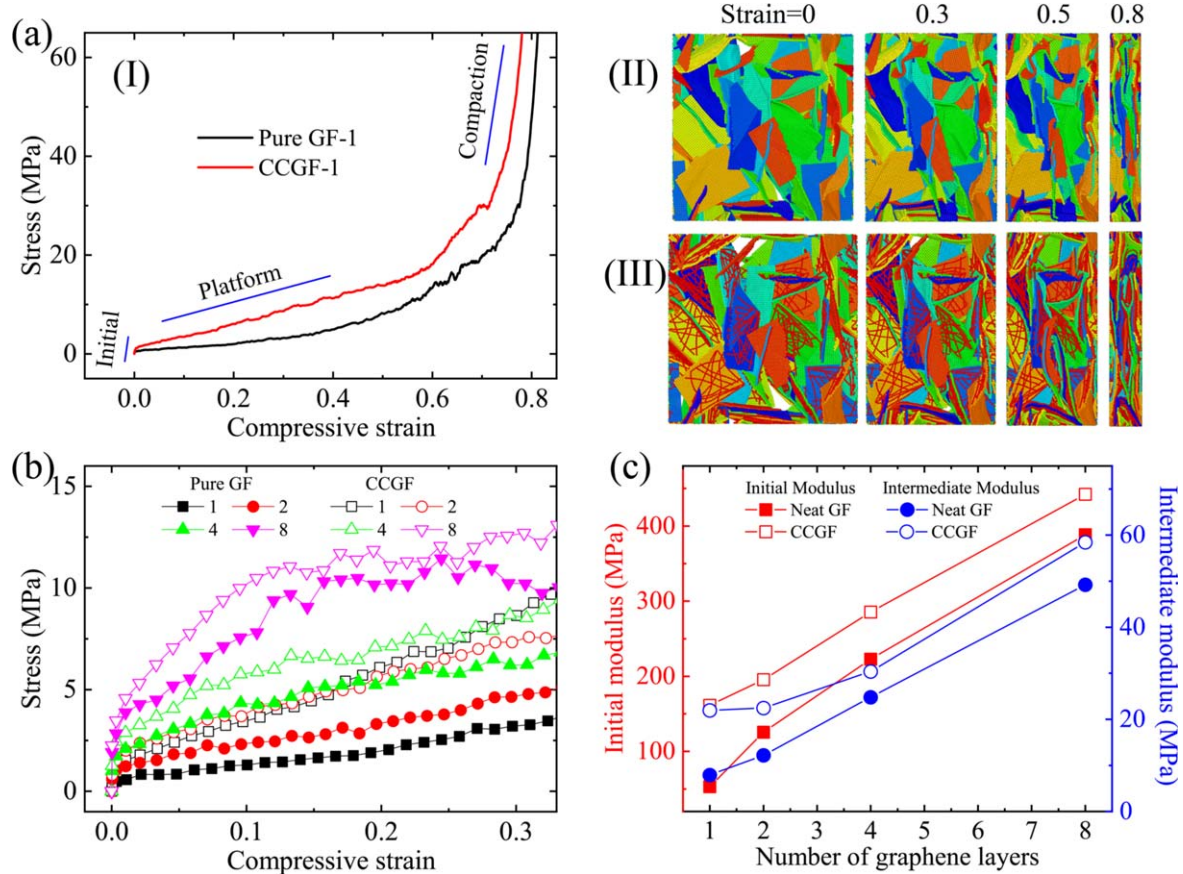 (a)
(I)
60
40
20
0
Stress (MPa)
Pure GF-1
CCGF-1
Initial
Platform
Compaction
0.0 0.2 0.4 0.6 0.8
Compressive strain
Strain=0 0.3 0.5 0.8
(II)
(III)
(b)
Pure GF CCGF
1 2 1 2
4 8 4 8
15
10
5
0
Stress (MPa)
0.0 0.1 0.2 0.3
Compressive strain
(c)
Initial Modulus Intermediate Modulus
Neat GF Neat GF
CCGF CCGF
400
300
200
100
Initial modulus (MPa)
60
40
20
0
Intermediate modulus (MPa)
1 2 3 4 5 6 7 8
Number of graphene layers